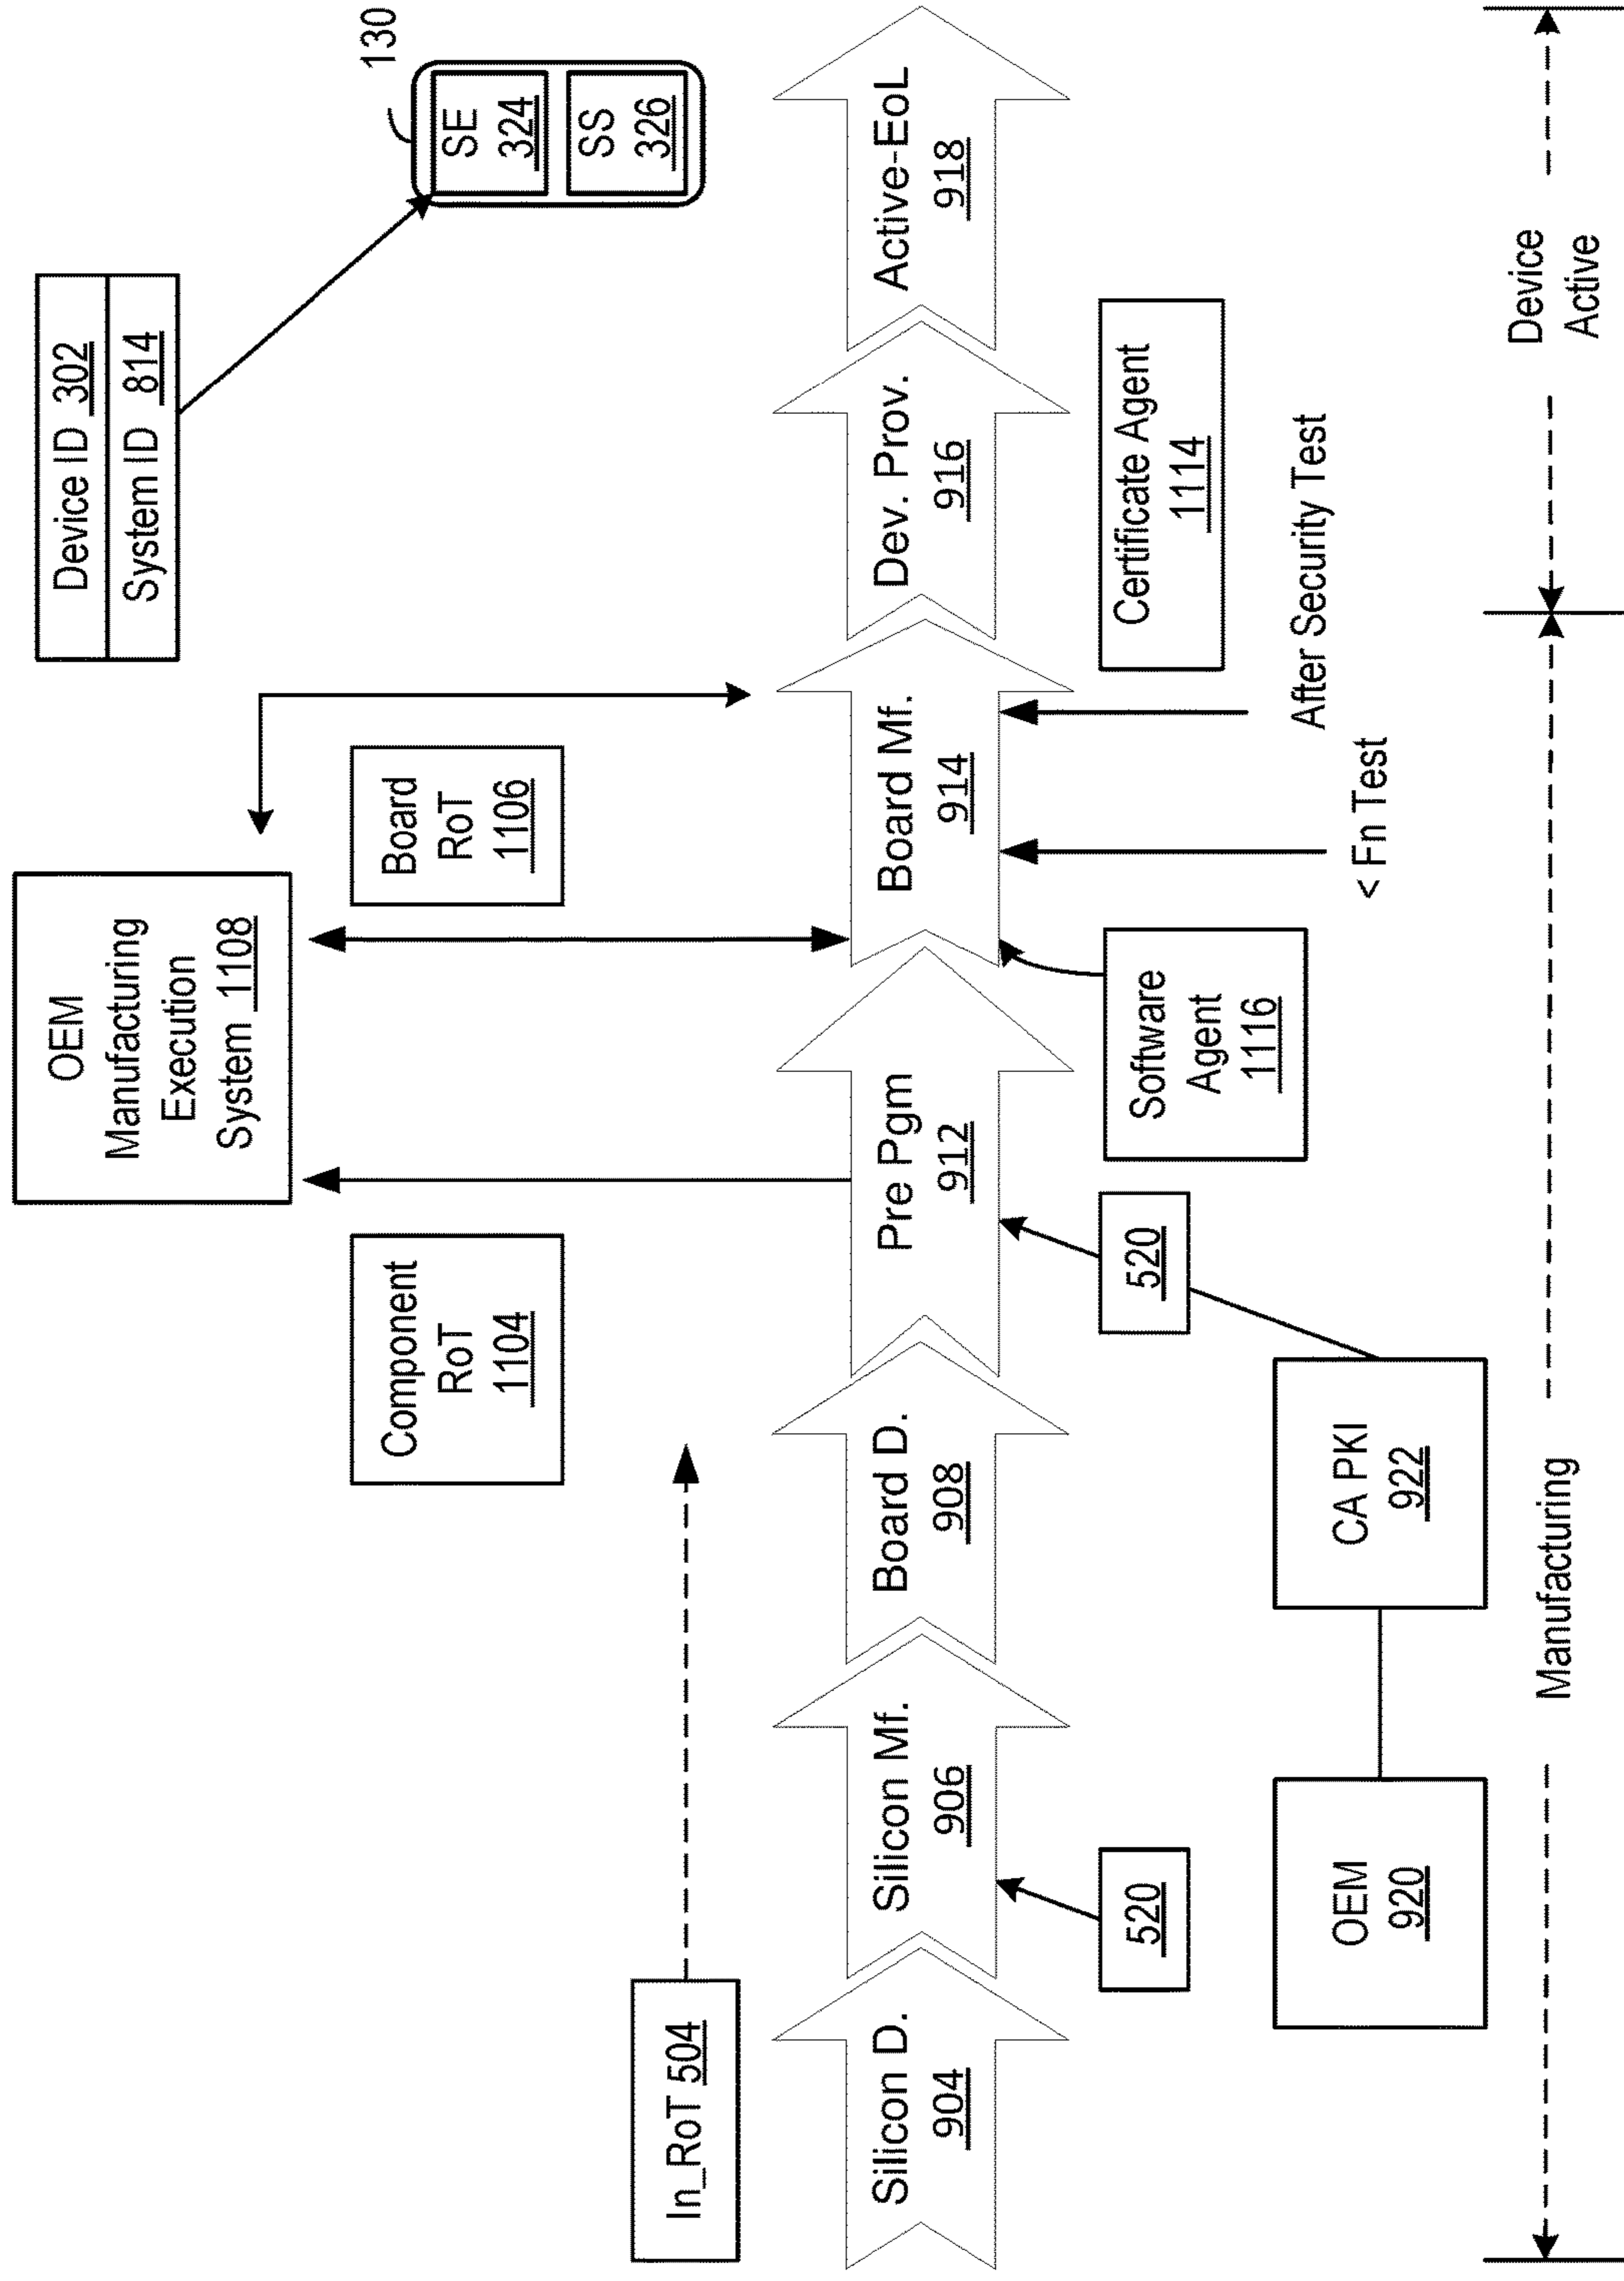 OEM
Manufacturing
Execution
System 1108
Device ID 302
System ID 814
130
SE
324
SS
326
Component
RoT
1104
Board
RoT
1106
In_RoT 504
Silicon D.
904
Silicon Mf.
906
Board D.
908
Pre Pgm
912
Board Mf.
914
Dev. Prov.
916
Active-EoL
918
520
520
Software
Agent
1116
Certificate Agent
1114
OEM
920
CA PKI
922
< Fn Test
After Security Test
Manufacturing
Device
Active